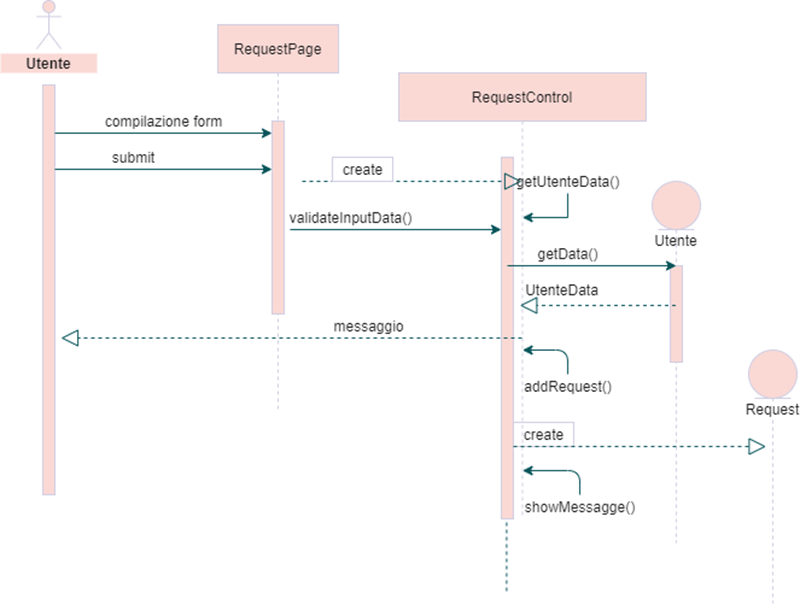 Utente
RequestPage
RequestControl
compilazione form
submit
create
getUtenteData()
validateInputData()
Utente
getData()
UtenteData
messaggio
addRequest()
Request
create
showMessagge()